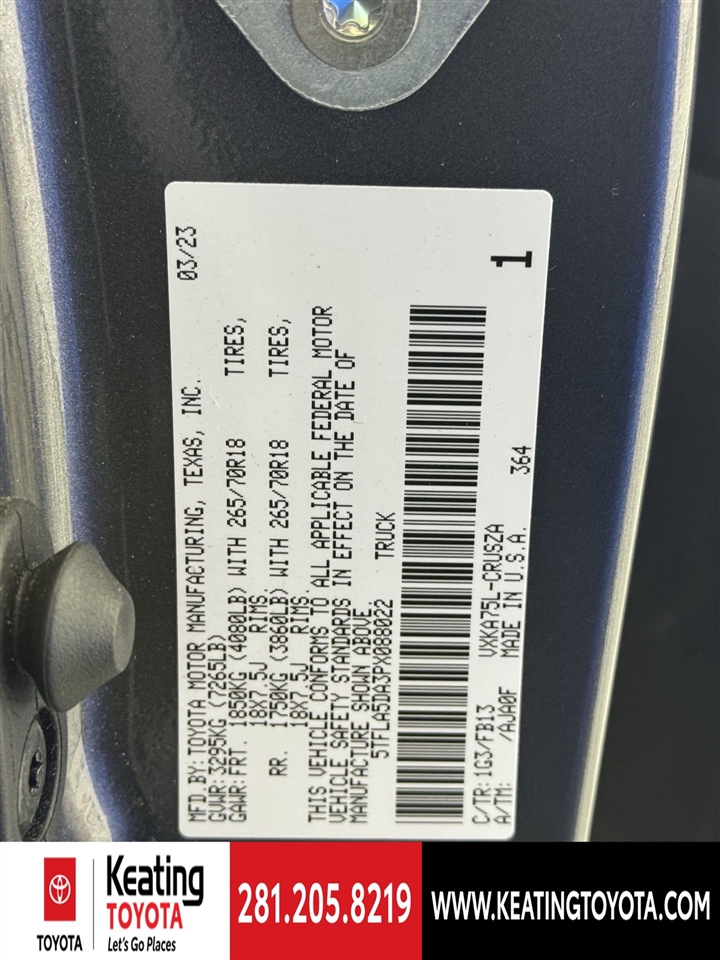 MFD.BY: TOYOTA MOTOR MANUFACTURING, TEXAS, INC. 03/23
GVWR: 3295KG (7265LB)
GAWR: FRT. 1850KG (4080LB) WITH 265/70R18 TIRES,
18X7.5J RIMS.
RR. 1750KG (3860LB) WITH 265/70R18 TIRES,
18X7.5J RIMS.
THIS VEHICLE CONFORMS TO ALL APPLICABLE FEDERAL MOTOR
VEHICLE SAFETY STANDARDS IN EFFECT ON THE DATE OF
MANUFACTURE SHOWN ABOVE.
5TFLA5DA3PX088022 TRUCK
C/TR: 1G3/FB13 VXKA75L-CRUSZA 364
A/TM: /AJA0F MADE IN U.S.A.
1
TOYOTA
Keating
TOYOTA
Let's Go Places
281.205.8219
WWW.KEATINGTOYOTA.COM